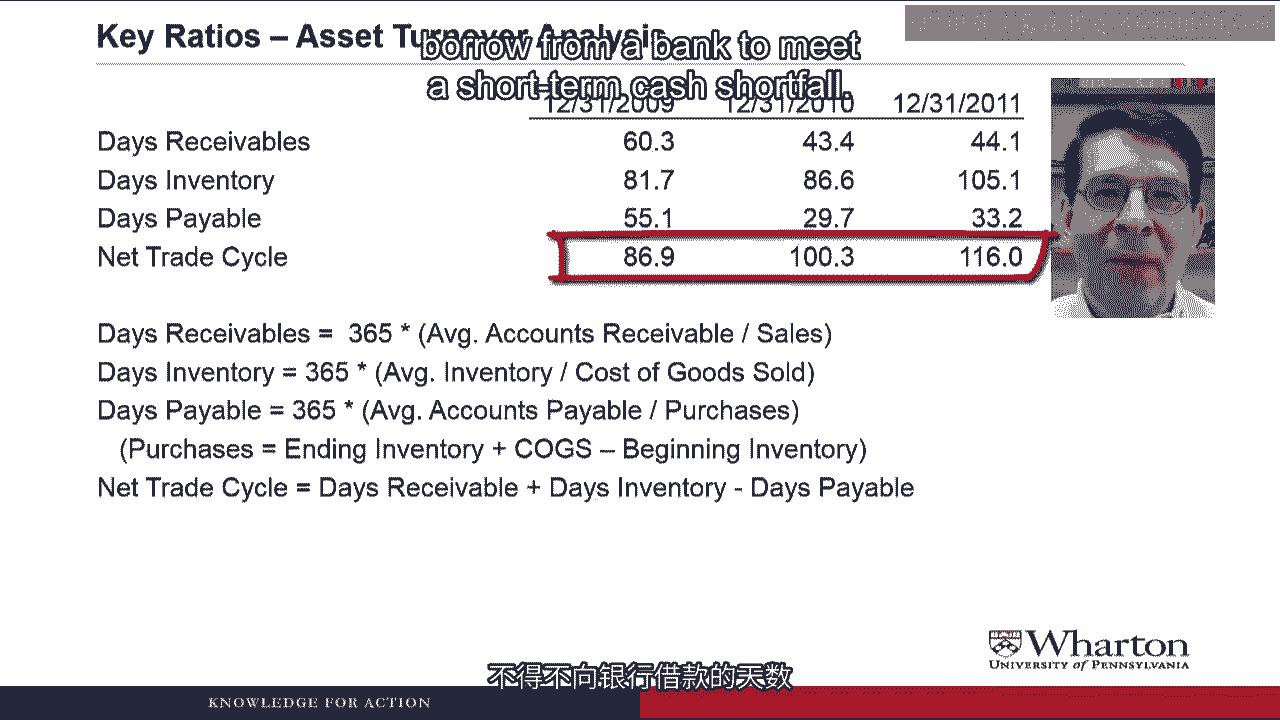 Key Ratios – Asset Turnover Analysis
borrow from a bank to meet
a short-term cash shortfall.
12/31/2009 12/31/2010 12/31/2011
Days Receivables 60.3 43.4 44.1
Days Inventory 81.7 86.6 105.1
Days Payable 55.1 29.7 33.2
Net Trade Cycle 86.9 100.3 116.0
Days Receivables = 365 * (Avg. Accounts Receivable / Sales)
Days Inventory = 365 * (Avg. Inventory / Cost of Goods Sold)
Days Payable = 365 * (Avg. Accounts Payable / Purchases)
(Purchases = Ending Inventory + COGS – Beginning Inventory)
Net Trade Cycle = Days Receivable + Days Inventory - Days Payable
Wharton
UNIVERSITY of PENNSYLVANIA
不得不向银行借款的天数
KNOWLEDGE FOR ACTION